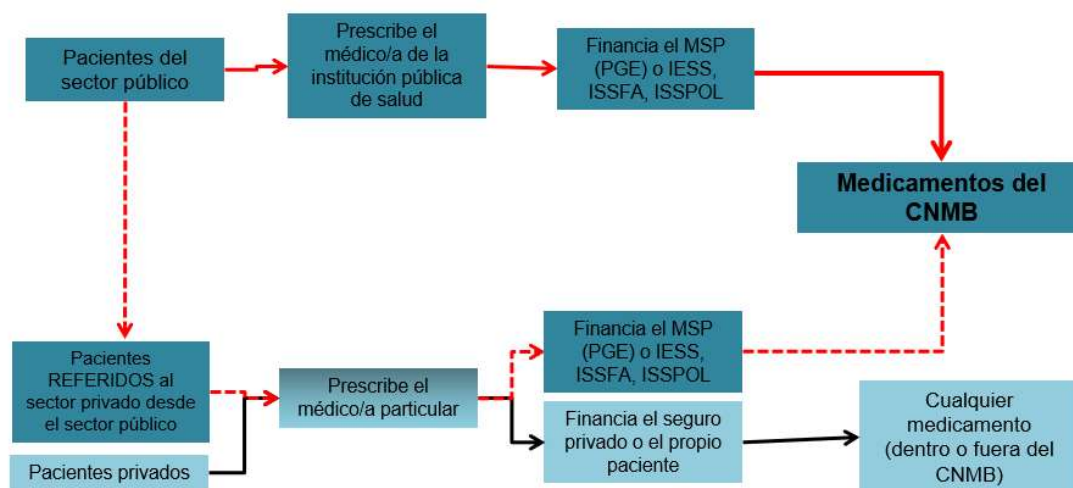 Pacientes del
sector público
Prescribe el
médico/a de la
institución pública
de salud
Financia el MSP
(PGE) o IESS,
ISSFA, ISSPOL
Medicamentos del
CNMB
Pacientes
REFERIDOS al
sector privado desde
el sector público
Pacientes privados
Prescribe el
médico/a particular
Financia el MSP
(PGE) o IESS,
ISSFA, ISSPOL
Financia el seguro
privado o el propio
paciente
Cualquier
medicamento
(dentro o fuera del
CNMB)